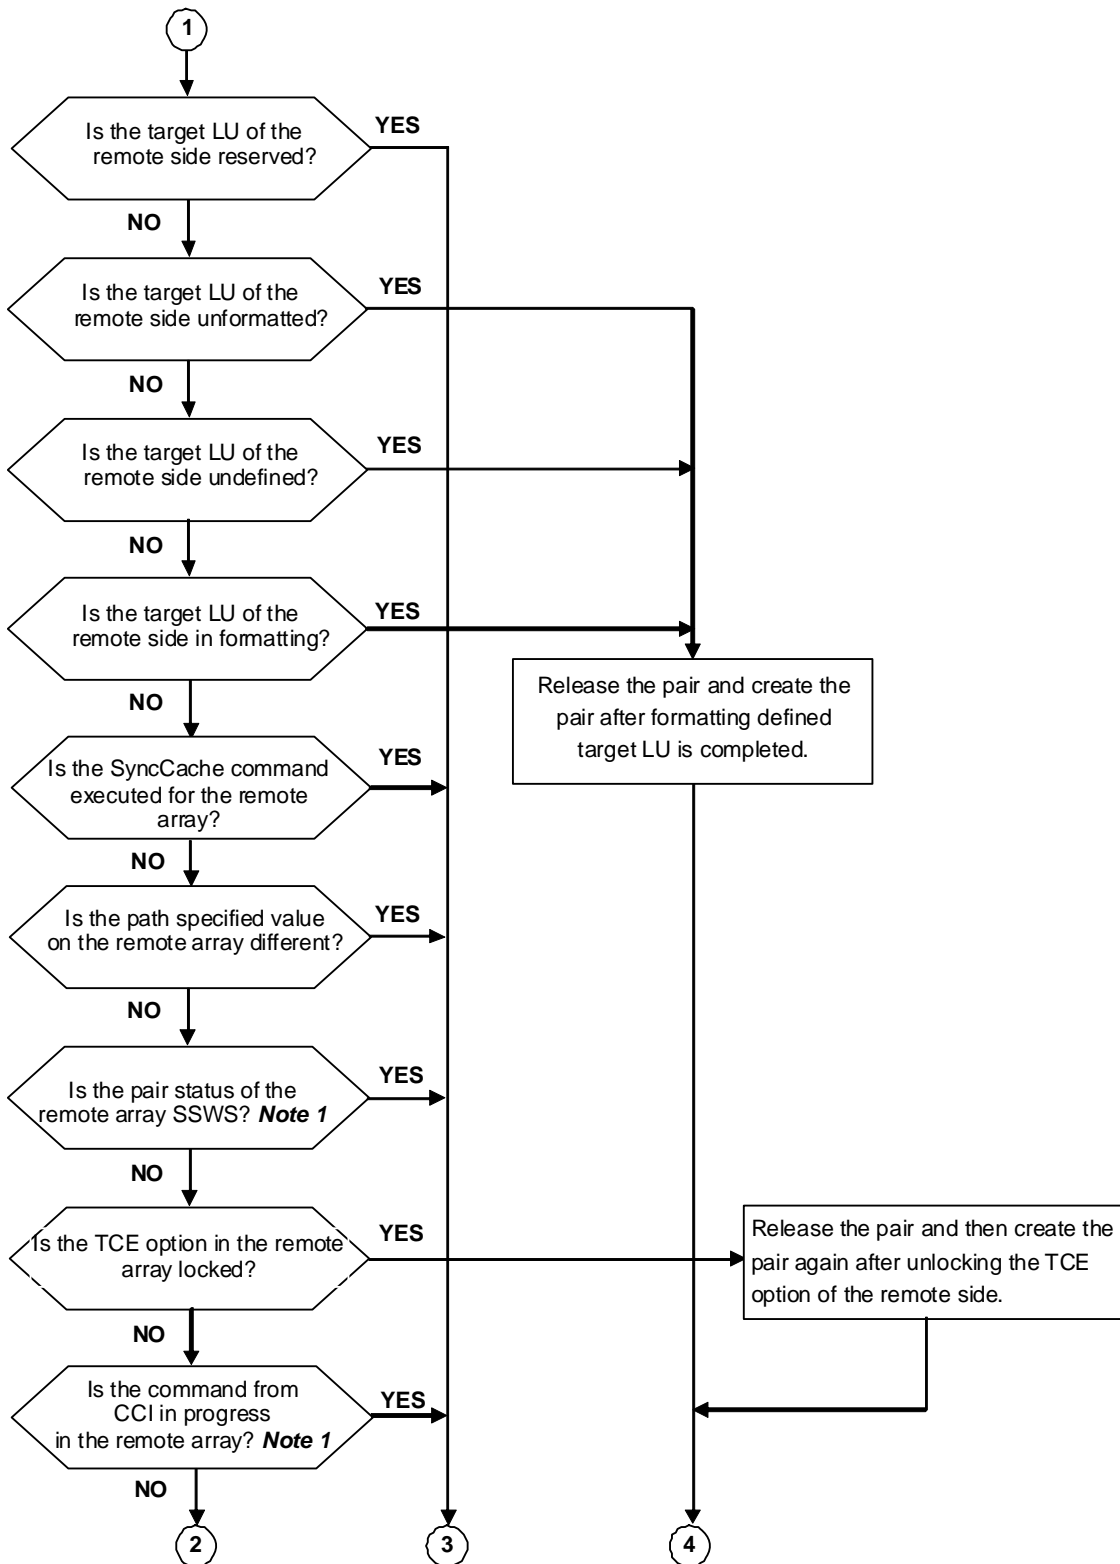 1
Is the target LU of the
remote side reserved?
YES
NO
Is the target LU of the
remote side unformatted?
YES
NO
Is the target LU of the
remote side undefined?
YES
NO
Is the target LU of the
remote side in formatting?
YES
NO
Release the pair and create the
pair after formatting defined
target LU is completed.
Is the SyncCache command
executed for the remote
array?
YES
NO
Is the path specified value
on the remote array different?
YES
NO
Is the pair status of the
remote array SSWS? Note 1
YES
NO
Is the TCE option in the remote
array locked?
YES
Release the pair and then create the
pair again after unlocking the TCE
option of the remote side.
NO
Is the command from
CCI in progress
in the remote array? Note 1
YES
NO
2
3
4